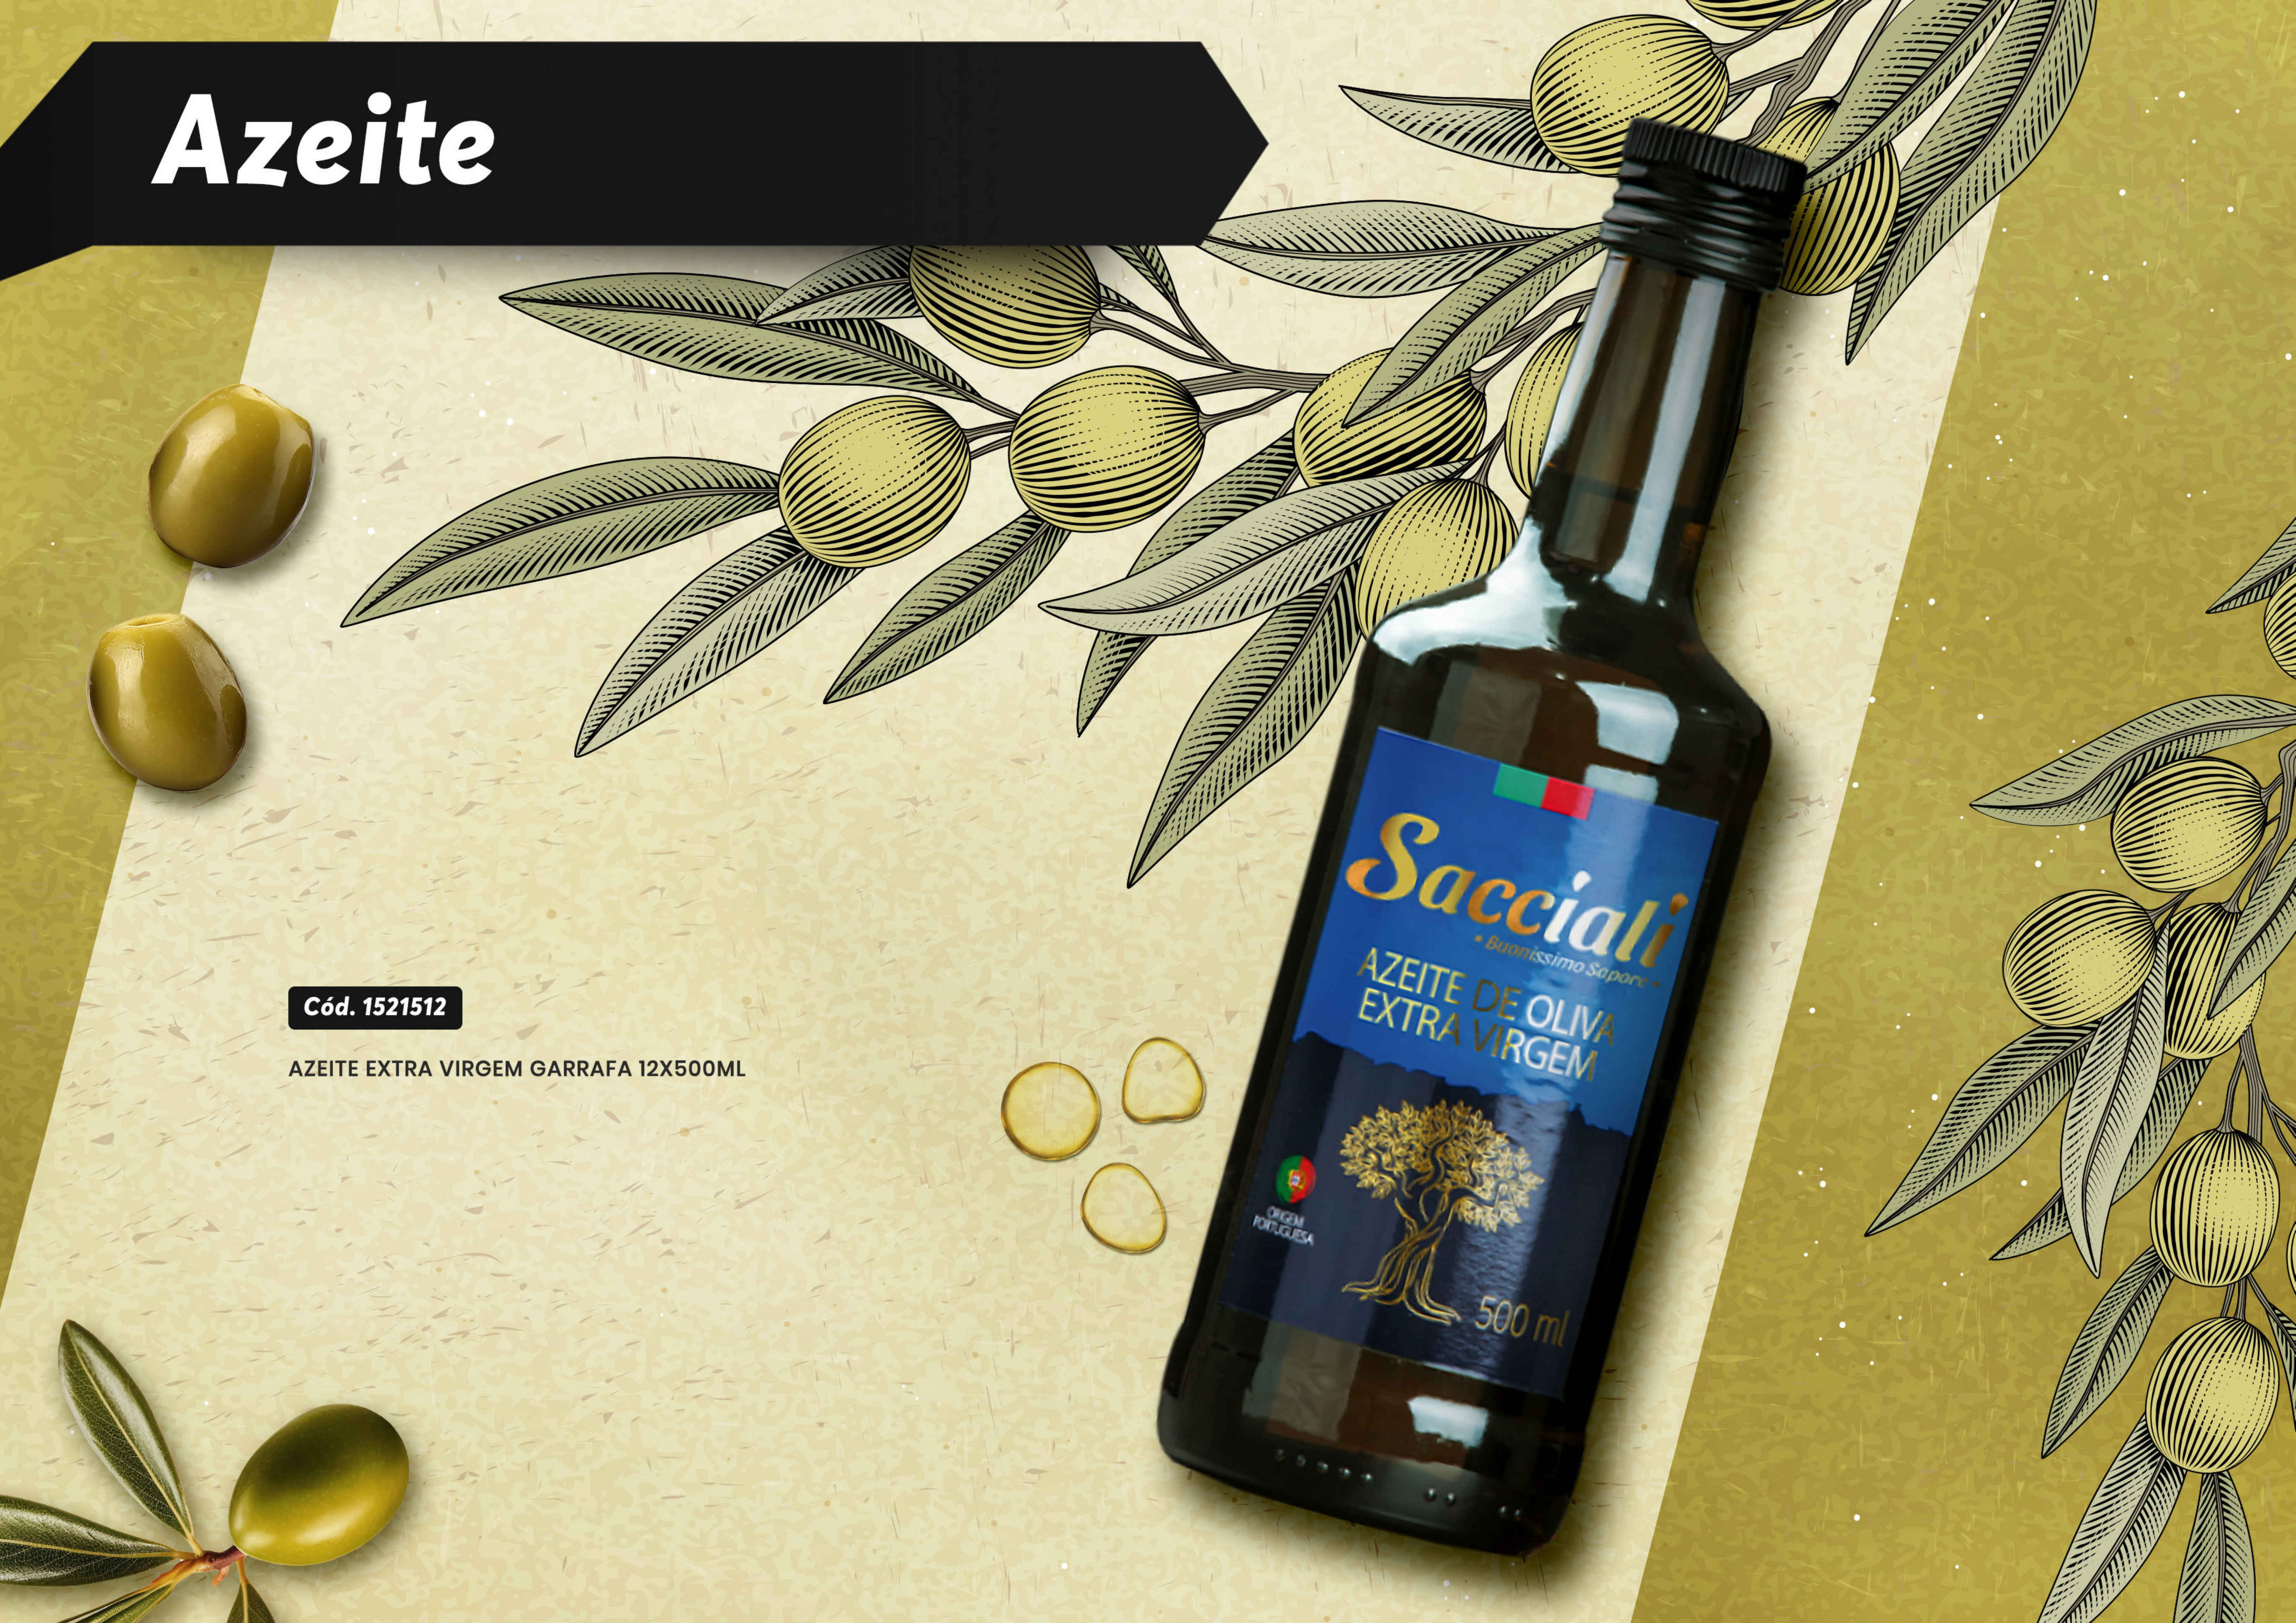 Azeite
Cód. 1521512
AZEITE EXTRA VIRGEM GARRAFA 12X500ML
Sacciali
• Buonissimo Sapore •
AZEITE DE OLIVA
EXTRA VIRGEM
ORIGEM
PORTUGUESA
500 ml